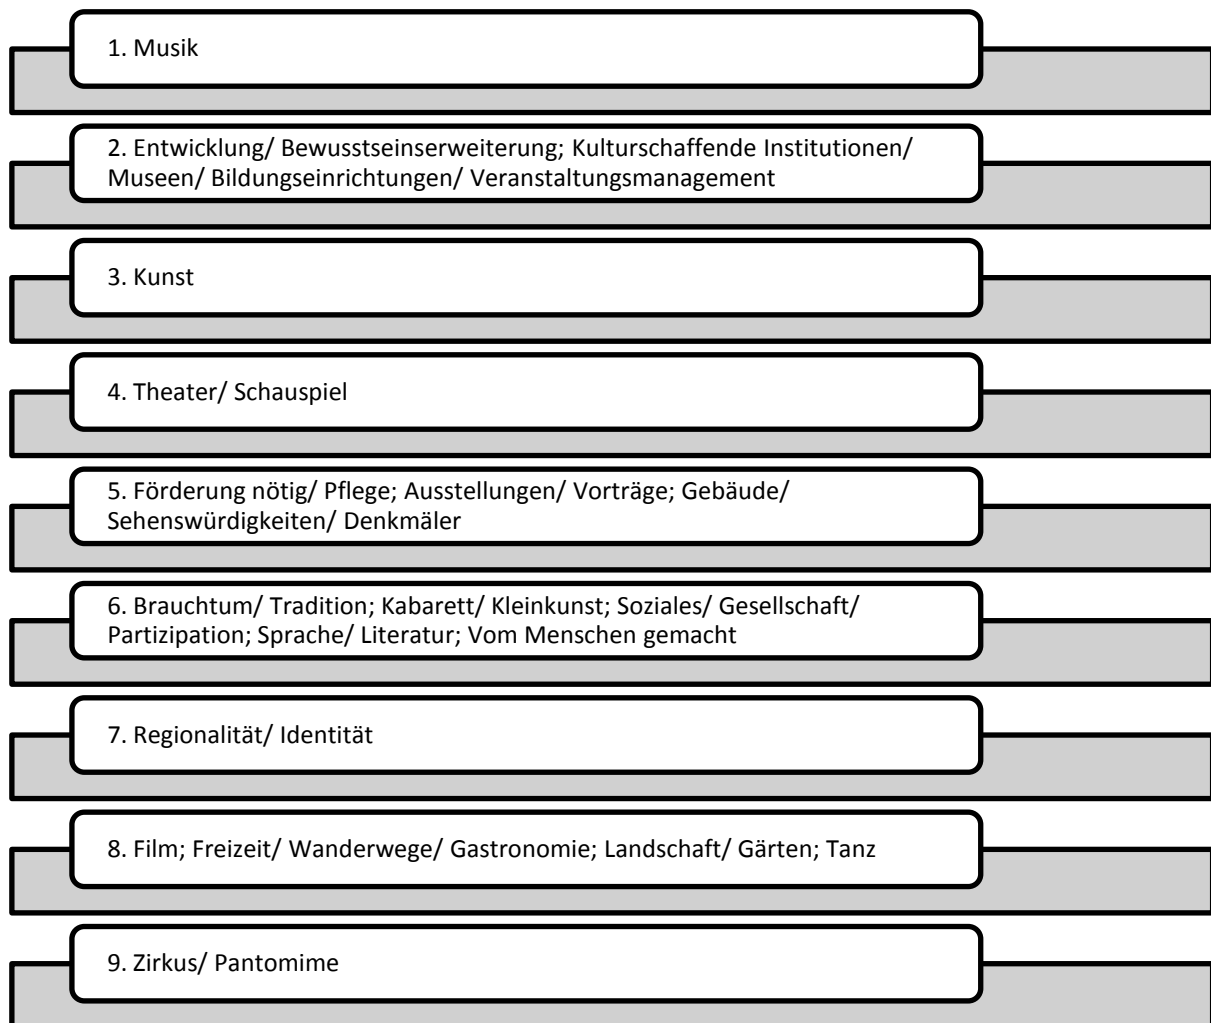 1. Musik
2. Entwicklung/ Bewusstseinserweiterung; Kulturschaffende Institutionen/
Museen/ Bildungseinrichtungen/ Veranstaltungsmanagement
3. Kunst
4. Theater/ Schauspiel
5. Förderung nötig/ Pflege; Ausstellungen/ Vorträge; Gebäude/
Sehenswürdigkeiten/ Denkmäler
6. Brauchtum/ Tradition; Kabarett/ Kleinkunst; Soziales/ Gesellschaft/
Partizipation; Sprache/ Literatur; Vom Menschen gemacht
7. Regionalität/ Identität
8. Film; Freizeit/ Wanderwege/ Gastronomie; Landschaft/ Gärten; Tanz
9. Zirkus/ Pantomime